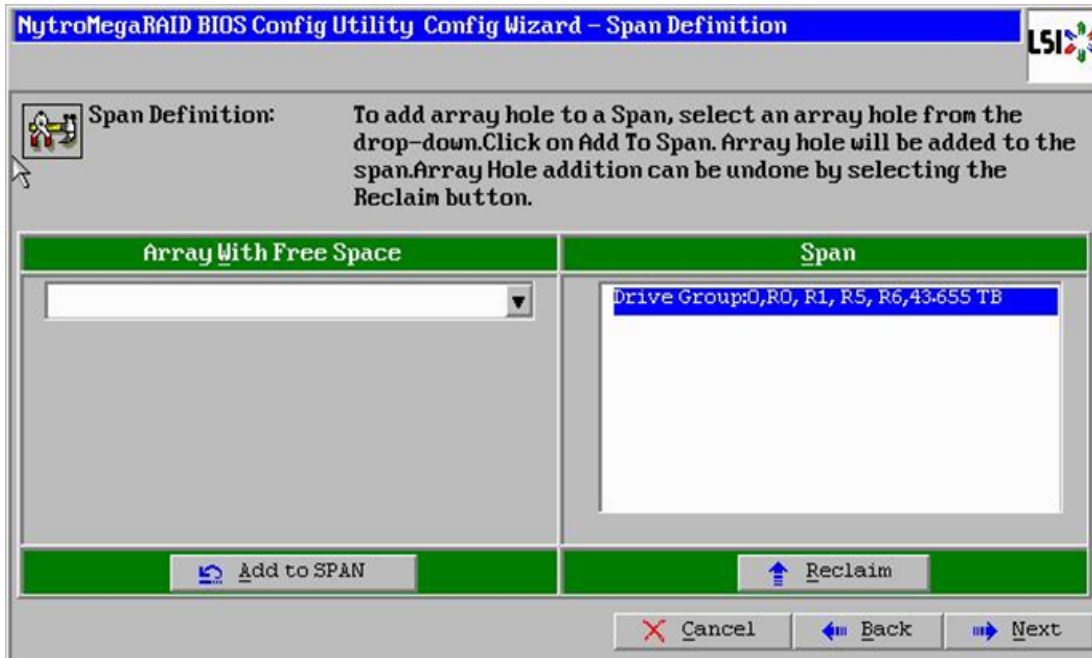 NytroMegaRAID BIOS Config Utility Config Wizard – Span Definition
LSI
Span Definition:
To add array hole to a Span, select an array hole from the
drop-down.Click on Add To Span. Array hole will be added to the
span.Array Hole addition can be undone by selecting the
Reclaim button.
Array With Free Space
Span
Drive Group:0,R0, R1, R5, R6,43.655 TB
Add to SPAN
Reclaim
Cancel
Back
Next